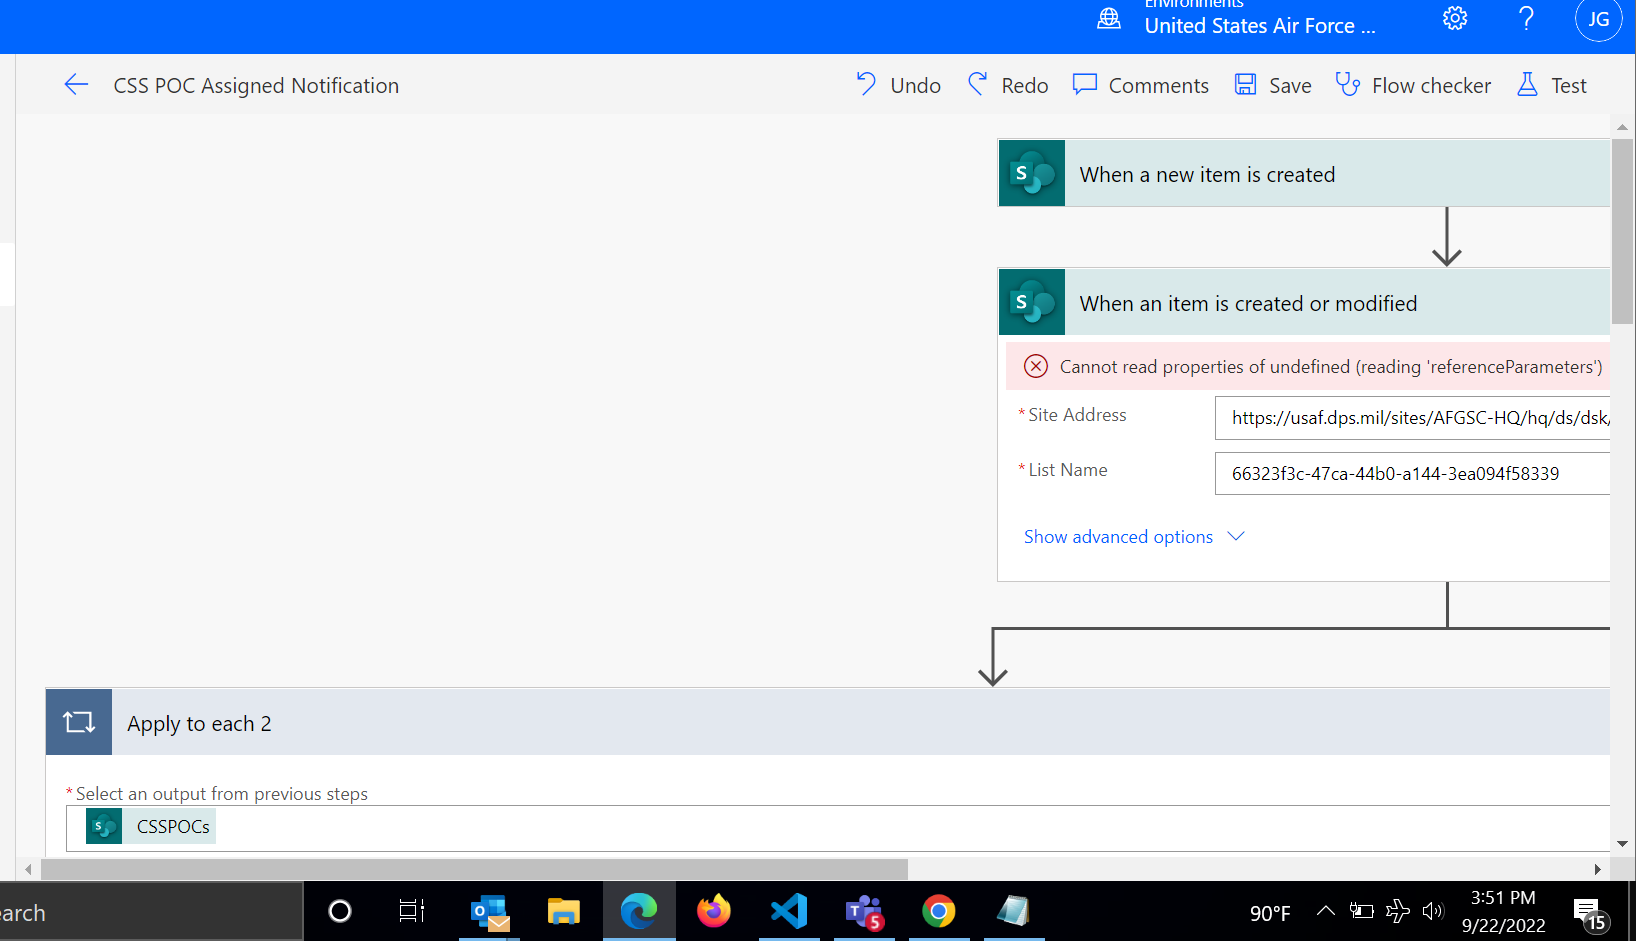 Environments
United States Air Force ...
JG
CSS POC Assigned Notification
Undo
Redo
Comments
Save
Flow checker
Test
When a new item is created
When an item is created or modified
Cannot read properties of undefined (reading 'referenceParameters')
* Site Address
https://usaf.dps.mil/sites/AFGSC-HQ/hq/ds/dsk/
* List Name
66323f3c-47ca-44b0-a144-3ea094f58339
Show advanced options
Apply to each 2
* Select an output from previous steps
CSSPOCs
earch
90°F
3:51 PM
9/22/2022
5
15